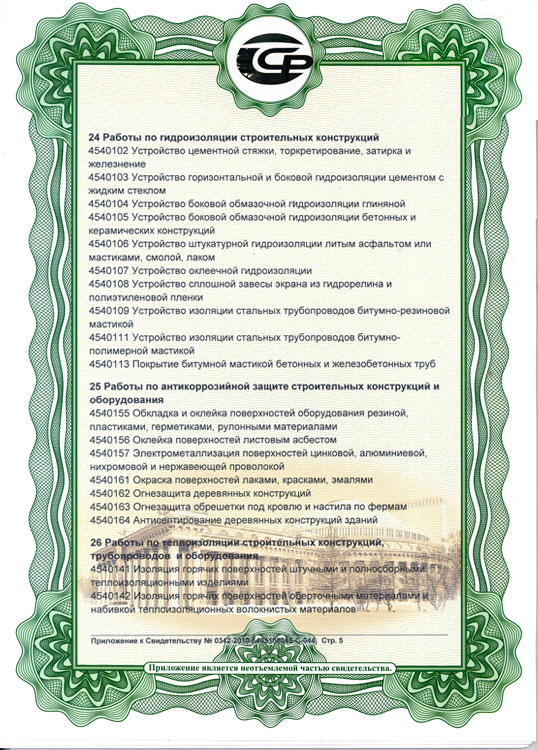 ССР
24 Работы по гидроизоляции строительных конструкций
4540102 Устройство цементной стяжки, торкретирование, затирка и
железнение
4540103 Устройство горизонтальной и боковой гидроизоляции цементом с
жидким стеклом
4540104 Устройство боковой обмазочной гидроизоляции глиняной
4540105 Устройство боковой обмазочной гидроизоляции бетонных и
керамических конструкций
4540106 Устройство штукатурной гидроизоляции литым асфальтом или
мастиками, смолой, лаком
4540107 Устройство оклеечной гидроизоляции
4540108 Устройство сплошной завесы экрана из гидрорелина и
полиэтиленовой пленки
4540109 Устройство изоляции стальных трубопроводов битумно-резиновой
мастикой
4540111 Устройство изоляции стальных трубопроводов битумно-
полимерной мастикой
4540113 Покрытие битумной мастикой бетонных и железобетонных труб
25 Работы по антикоррозийной защите строительных конструкций и
оборудования
4540155 Обкладка и оклейка поверхностей оборудования резиной,
пластиками, герметиками, рулонными материалами
4540156 Оклейка поверхностей листовым асбестом
4540157 Электрометаллизация поверхностей цинковой, алюминиевой,
нихромовой и нержавеющей проволокой
4540161 Окраска поверхностей лаками, красками, эмалями
4540162 Огнезащита деревянных конструкций
4540163 Огнезащита обрешетки под кровлю и настила по фермам
4540164 Антисептирование деревянных конструкций зданий
26 Работы по теплоизоляции строительных конструкций,
трубопроводов и оборудования
4540141 Изоляция горячих поверхностей штучными и полносборными
теплоизоляционными изделиями
4540142 Изоляция горячих поверхностей оберточными материалами и
набивкой теплоизоляционных волокнистых материалов
Приложение к Свидетельству № Стр. 5
Приложение является неотъемлемой частью свидетельства.